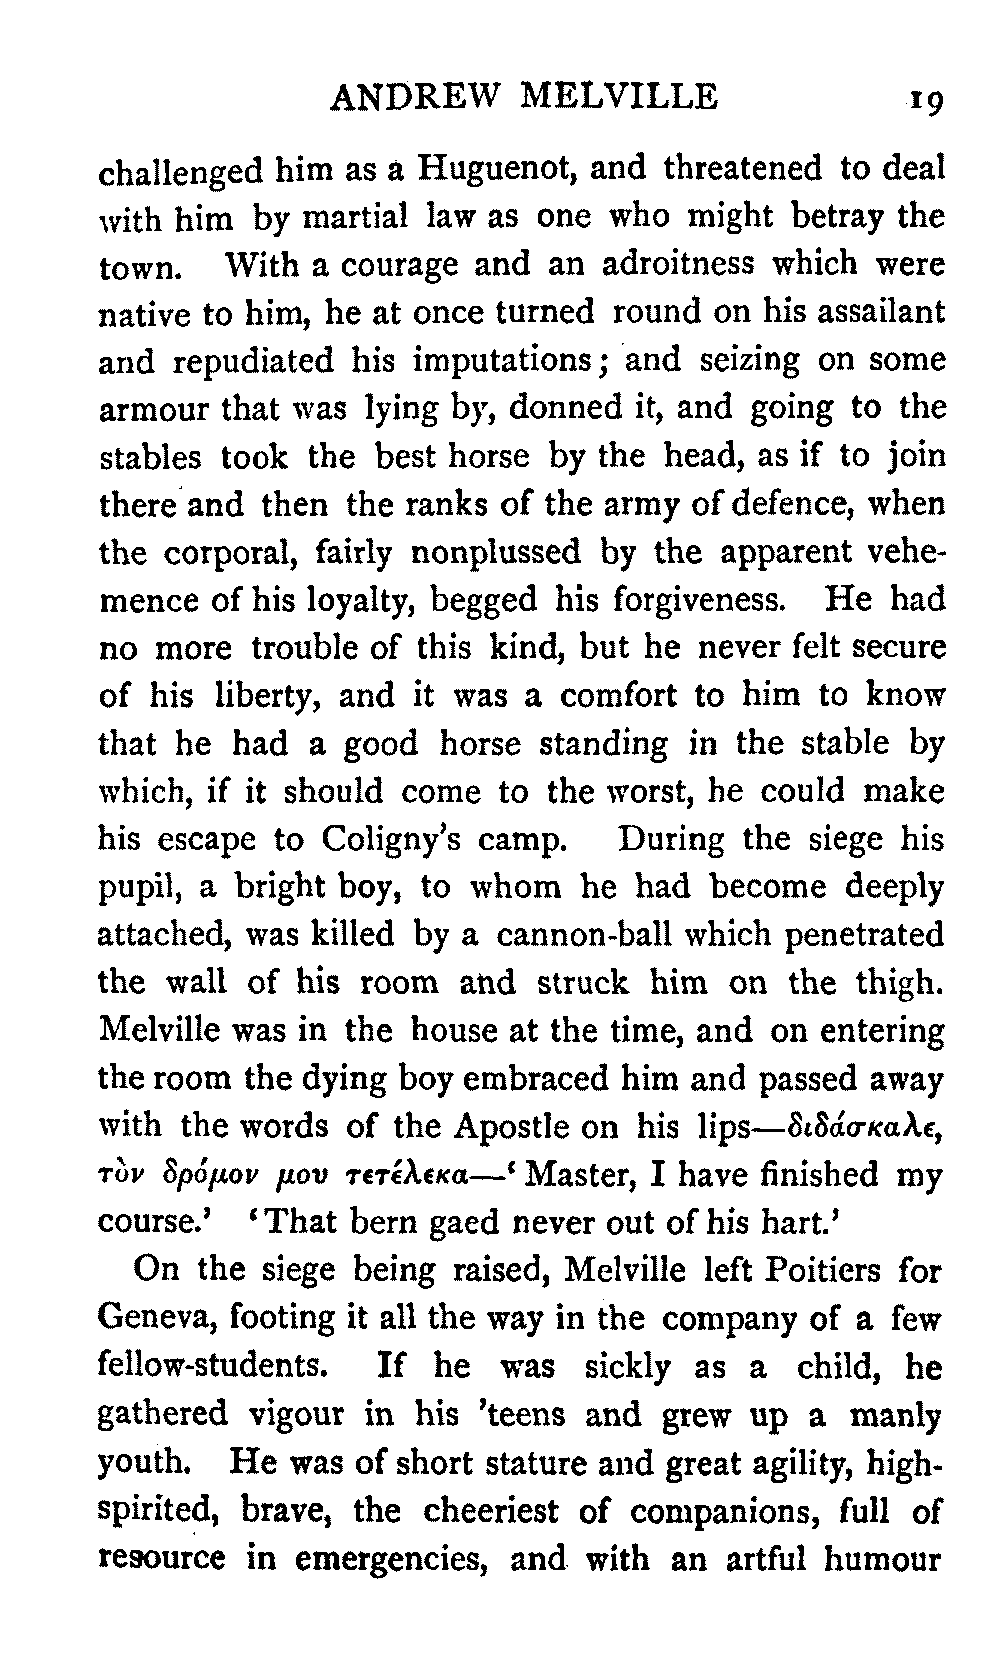 ANDREW MELVILLE 19
challenged him as a Huguenot, and threatened to deal
with him by martial law as one who might betray the
town. With a courage and an adroitness which were
native to him, he at once turned round on his assailant
and repudiated his imputations; and seizing on some
armour that was lying by, donned it, and going to the
stables took the best horse by the head, as if to join
there and then the ranks of the army of defence, when
the corporal, fairly nonplussed by the apparent vehe-
mence of his loyalty, begged his forgiveness. He had
no more trouble of this kind, but he never felt secure
of his liberty, and it was a comfort to him to know
that he had a good horse standing in the stable by
which, if it should come to the worst, he could make
his escape to Coligny's camp. During the siege his
pupil, a bright boy, to whom he had become deeply
attached, was killed by a cannon-ball which penetrated
the wall of his room and struck him on the thigh.
Melville was in the house at the time, and on entering
the room the dying boy embraced him and passed away
with the words of the Apostle on his lips—διδάσκαλε,
τὸν δρόμον μου τετέλεκα—‘Master, I have finished my
course.’ ‘That bern gaed never out of his hart.’
On the siege being raised, Melville left Poitiers for
Geneva, footing it all the way in the company of a few
fellow-students. If he was sickly as a child, he
gathered vigour in his ’teens and grew up a manly
youth. He was of short stature and great agility, high-
spirited, brave, the cheeriest of companions, full of
resource in emergencies, and with an artful humour